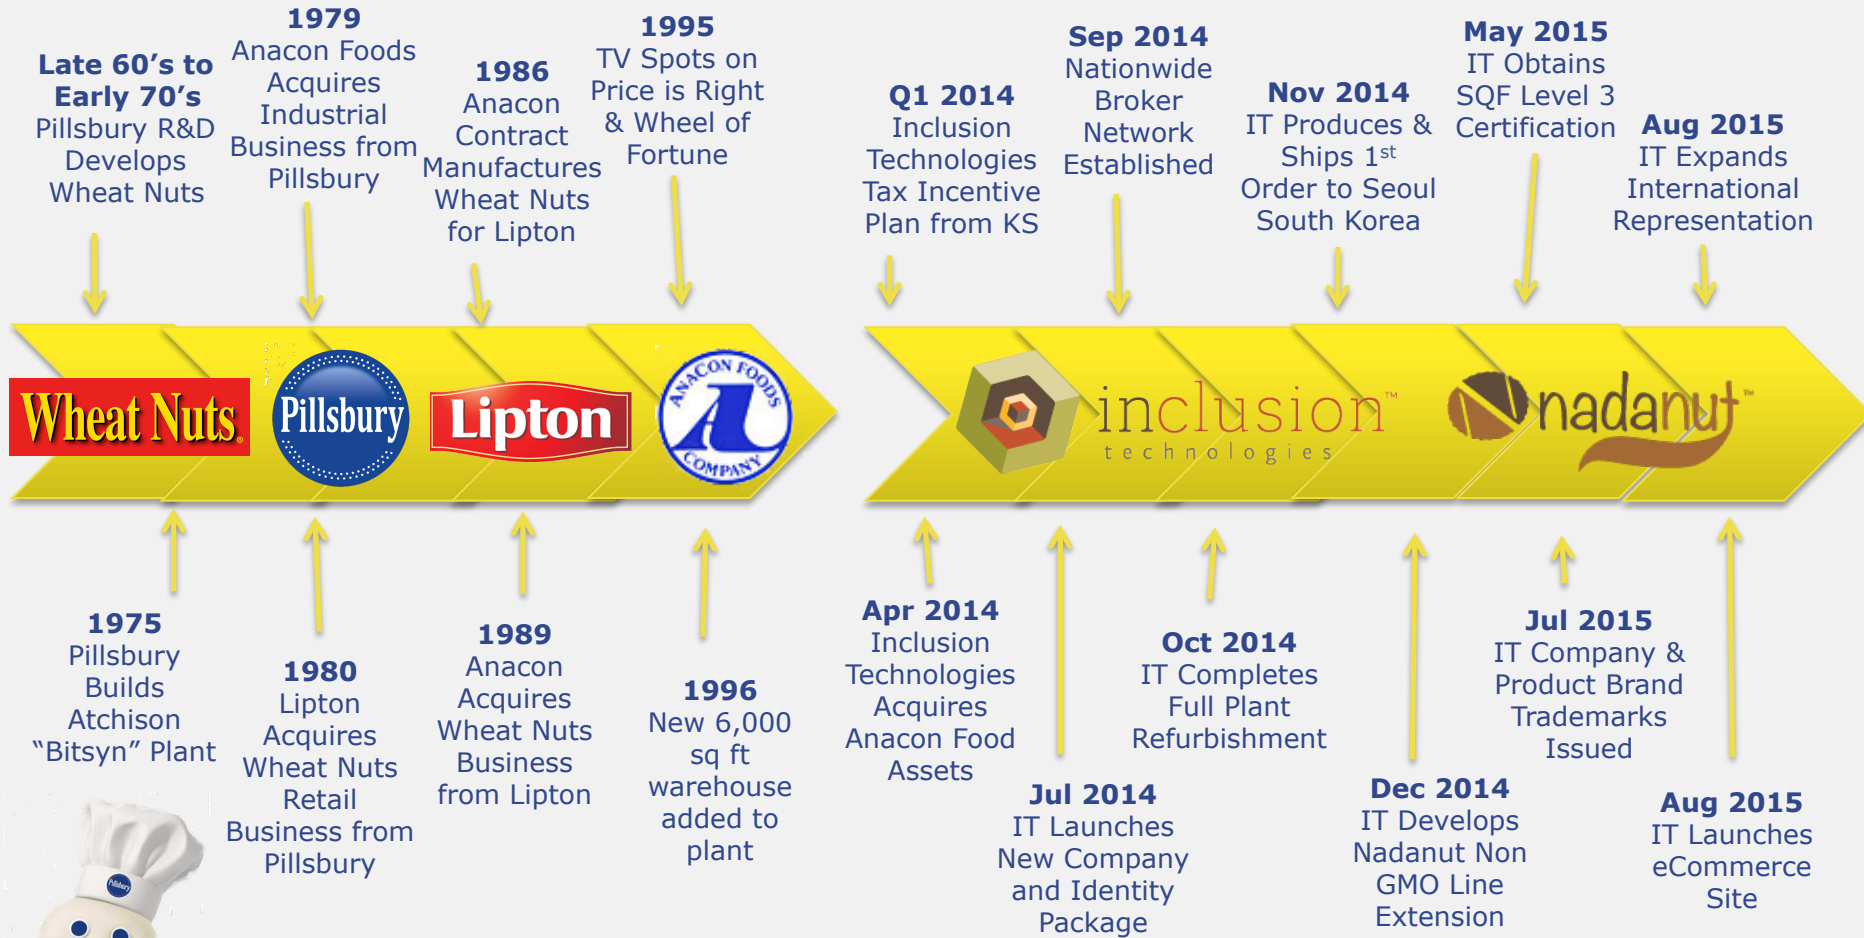 Late 60's to
Early 70's
Pillsbury R&D
Develops
Wheat Nuts
1979
Anacon Foods
Acquires
Industrial
Business from
Pillsbury
1986
Anacon
Contract
Manufactures
Wheat Nuts
for Lipton
1995
TV Spots on
Price is Right
& Wheel of
Fortune
Q1 2014
Inclusion
Technologies
Tax Incentive
Plan from KS
Sep 2014
Nationwide
Broker
Network
Established
Nov 2014
IT Produces &
Ships 1st
Order to Seoul
South Korea
May 2015
IT Obtains
SQF Level 3
Certification
Aug 2015
IT Expands
International
Representation
Wheat Nuts®
Pillsbury
Lipton
ANACON FOODS
A
COMPANY
inclusion™
technologies
nadanut™
1975
Pillsbury
Builds
Atchison
“Bitsyn” Plant
1980
Lipton
Acquires
Wheat Nuts
Retail
Business from
Pillsbury
1989
Anacon
Acquires
Wheat Nuts
Business
from Lipton
1996
New 6,000
sq ft
warehouse
added to
plant
Apr 2014
Inclusion
Technologies
Acquires
Anacon Food
Assets
Jul 2014
IT Launches
New Company
and Identity
Package
Oct 2014
IT Completes
Full Plant
Refurbishment
Dec 2014
IT Develops
Nadanut Non
GMO Line
Extension
Jul 2015
IT Company &
Product Brand
Trademarks
Issued
Aug 2015
IT Launches
eCommerce
Site
Pillsbury